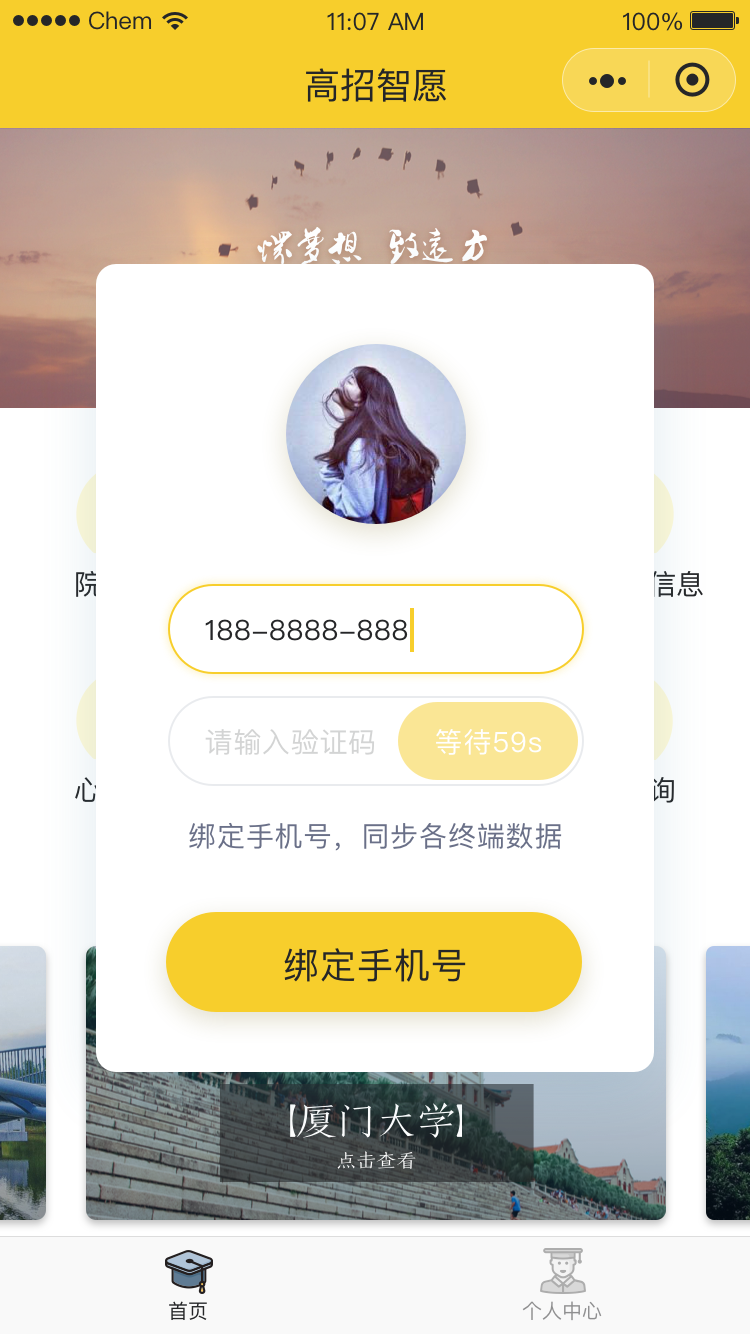 Chem 11:07 AM 100%
高招智愿
燃梦想 致远方
188-8888-888
请输入验证码 等待59s
院 信息
绑定手机号，同步各终端数据
心 询
绑定手机号
【厦门大学】
点击查看
首页 个人中心